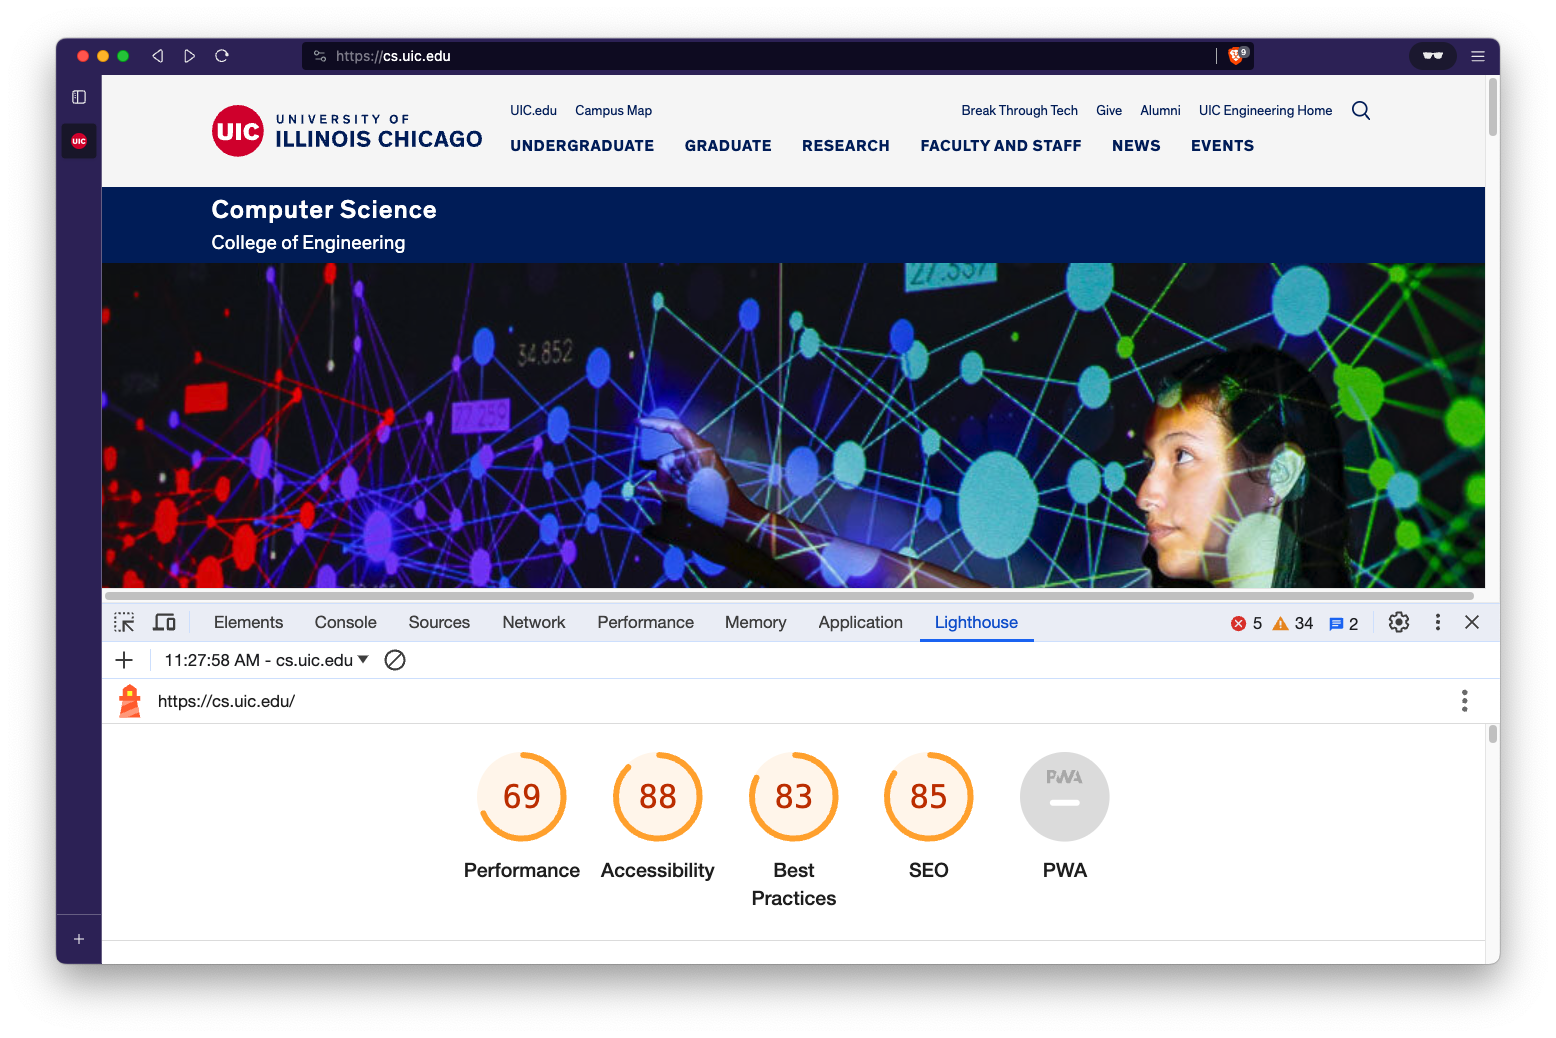 https://cs.uic.edu
9
UIC
UIC
UNIVERSITY OF
ILLINOIS CHICAGO
UIC.edu Campus Map
Break Through Tech Give Alumni UIC Engineering Home
UNDERGRADUATE GRADUATE RESEARCH FACULTY AND STAFF NEWS EVENTS
Computer Science
College of Engineering
27.337
34.852
77.259
Elements Console Sources Network Performance Memory Application Lighthouse 5 34 2
11:27:58 AM - cs.uic.edu
https://cs.uic.edu/
69 88 83 85 PWA
Performance Accessibility Best Practices SEO PWA